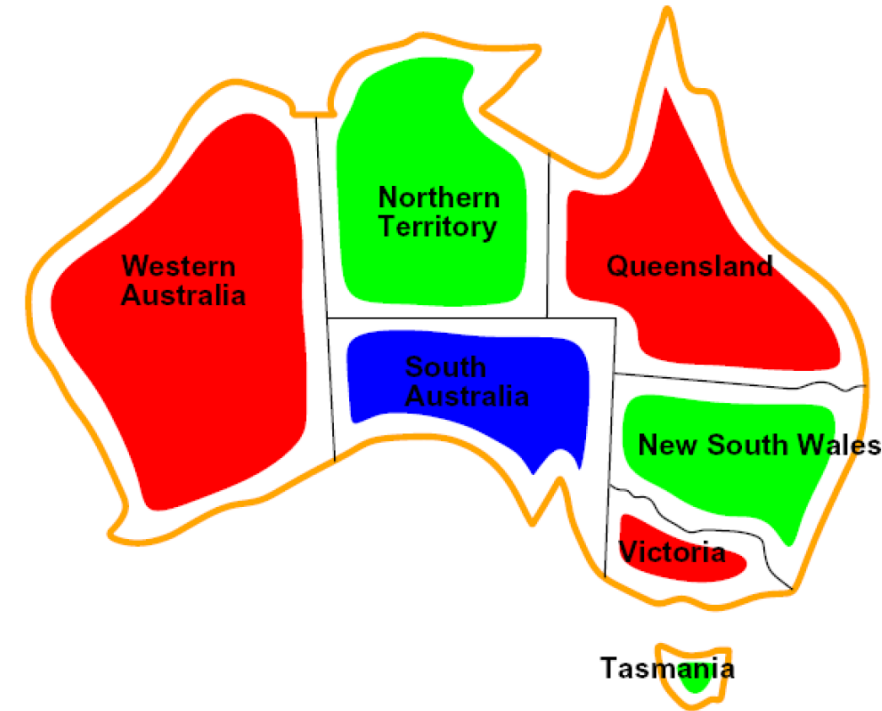 Northern
Territory
Western
Australia
Queensland
South
Australia
New South Wales
Victoria
Tasmania